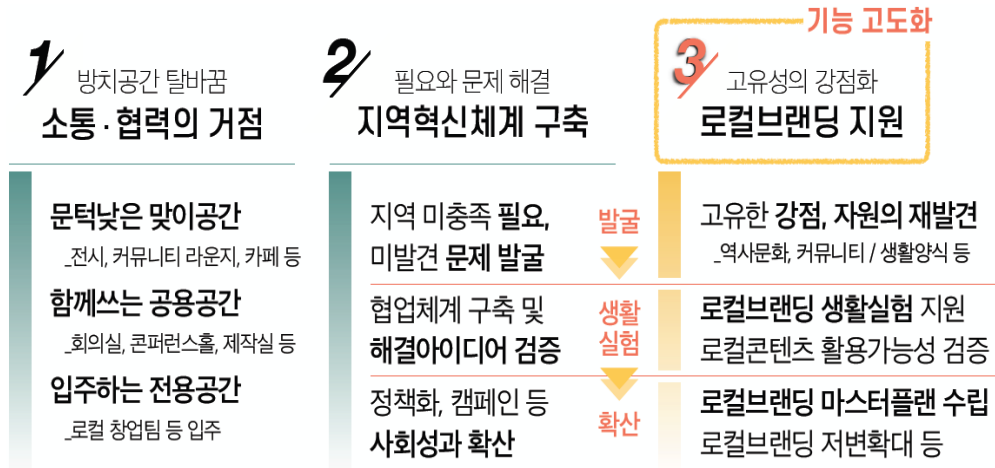 기능 고도화
1
방치공간 탈바꿈
소통·협력의 거점
문턱낮은 맞이공간
_전시, 커뮤니티 라운지, 카페 등
함께쓰는 공용공간
_회의실, 콘퍼런스홀, 제작실 등
입주하는 전용공간
_로컬 창업팀 등 입주
2
필요와 문제 해결
지역혁신체계 구축
지역 미충족 필요,
미발견 문제 발굴
협업체계 구축 및
해결아이디어 검증
정책화, 캠페인 등
사회성과 확산
발굴
생활
실험
확산
3
고유성의 강점화
로컬브랜딩 지원
고유한 강점, 자원의 재발견
_역사문화, 커뮤니티 / 생활양식 등
로컬브랜딩 생활실험 지원
로컬콘텐츠 활용가능성 검증
로컬브랜딩 마스터플랜 수립
로컬브랜딩 저변확대 등